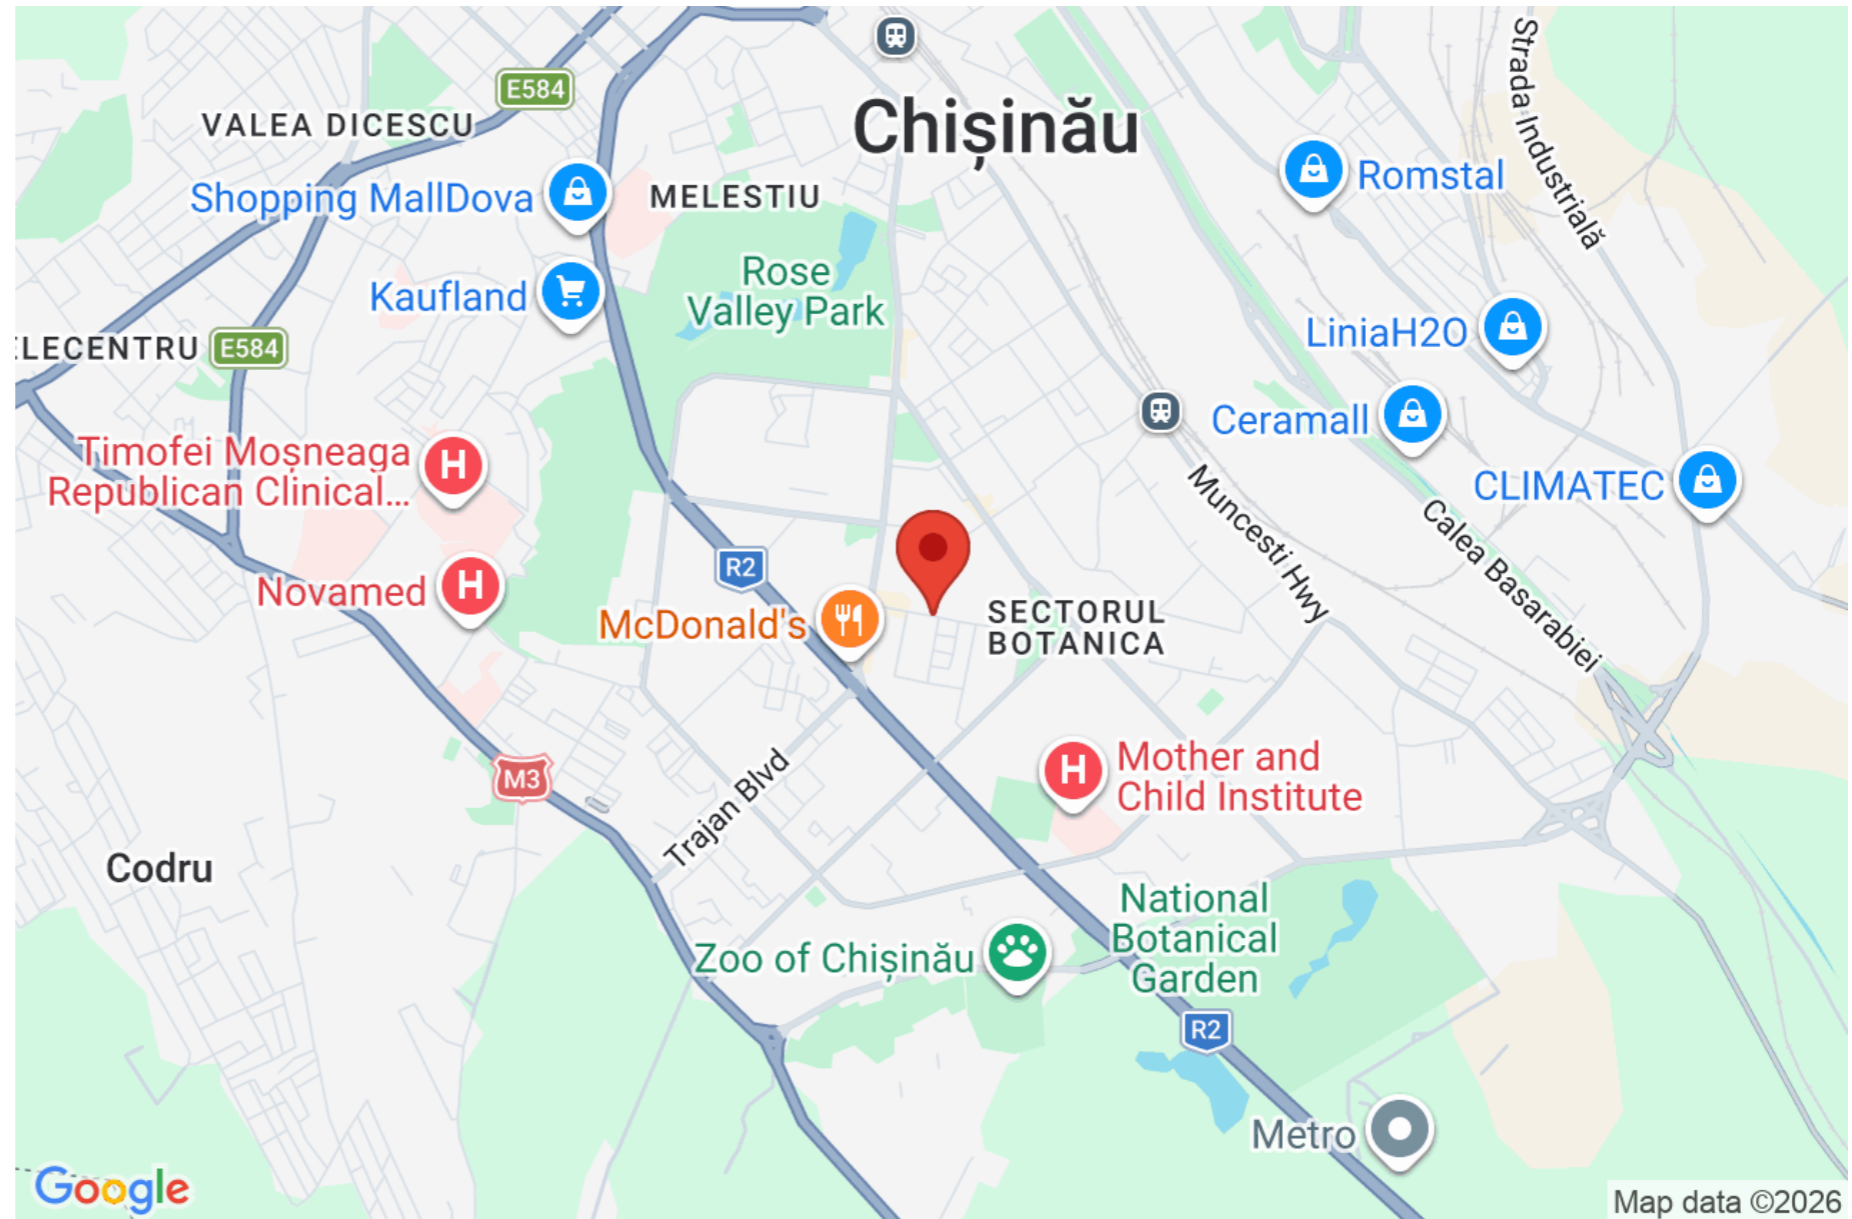 Strada Industrială
E584
Chișinău
VALEA DICESCU
Shopping MallDova
MELESTIU
Romstal
Rose
Valley Park
Kaufland
LiniaH2O
ELECENTRU
E584
Ceramall
Timofei Moșneaga
Republican Clinical...
H
CLIMATEC
Muncesti Hwy
Calea Basarabiei
R2
Novamed
H
McDonald's
SECTORUL
BOTANICA
H
Mother and
Child Institute
M3
Trajan Blvd
Codru
National
Botanical
Garden
Zoo of Chișinău
R2
Metro
Google
Map data ©2026